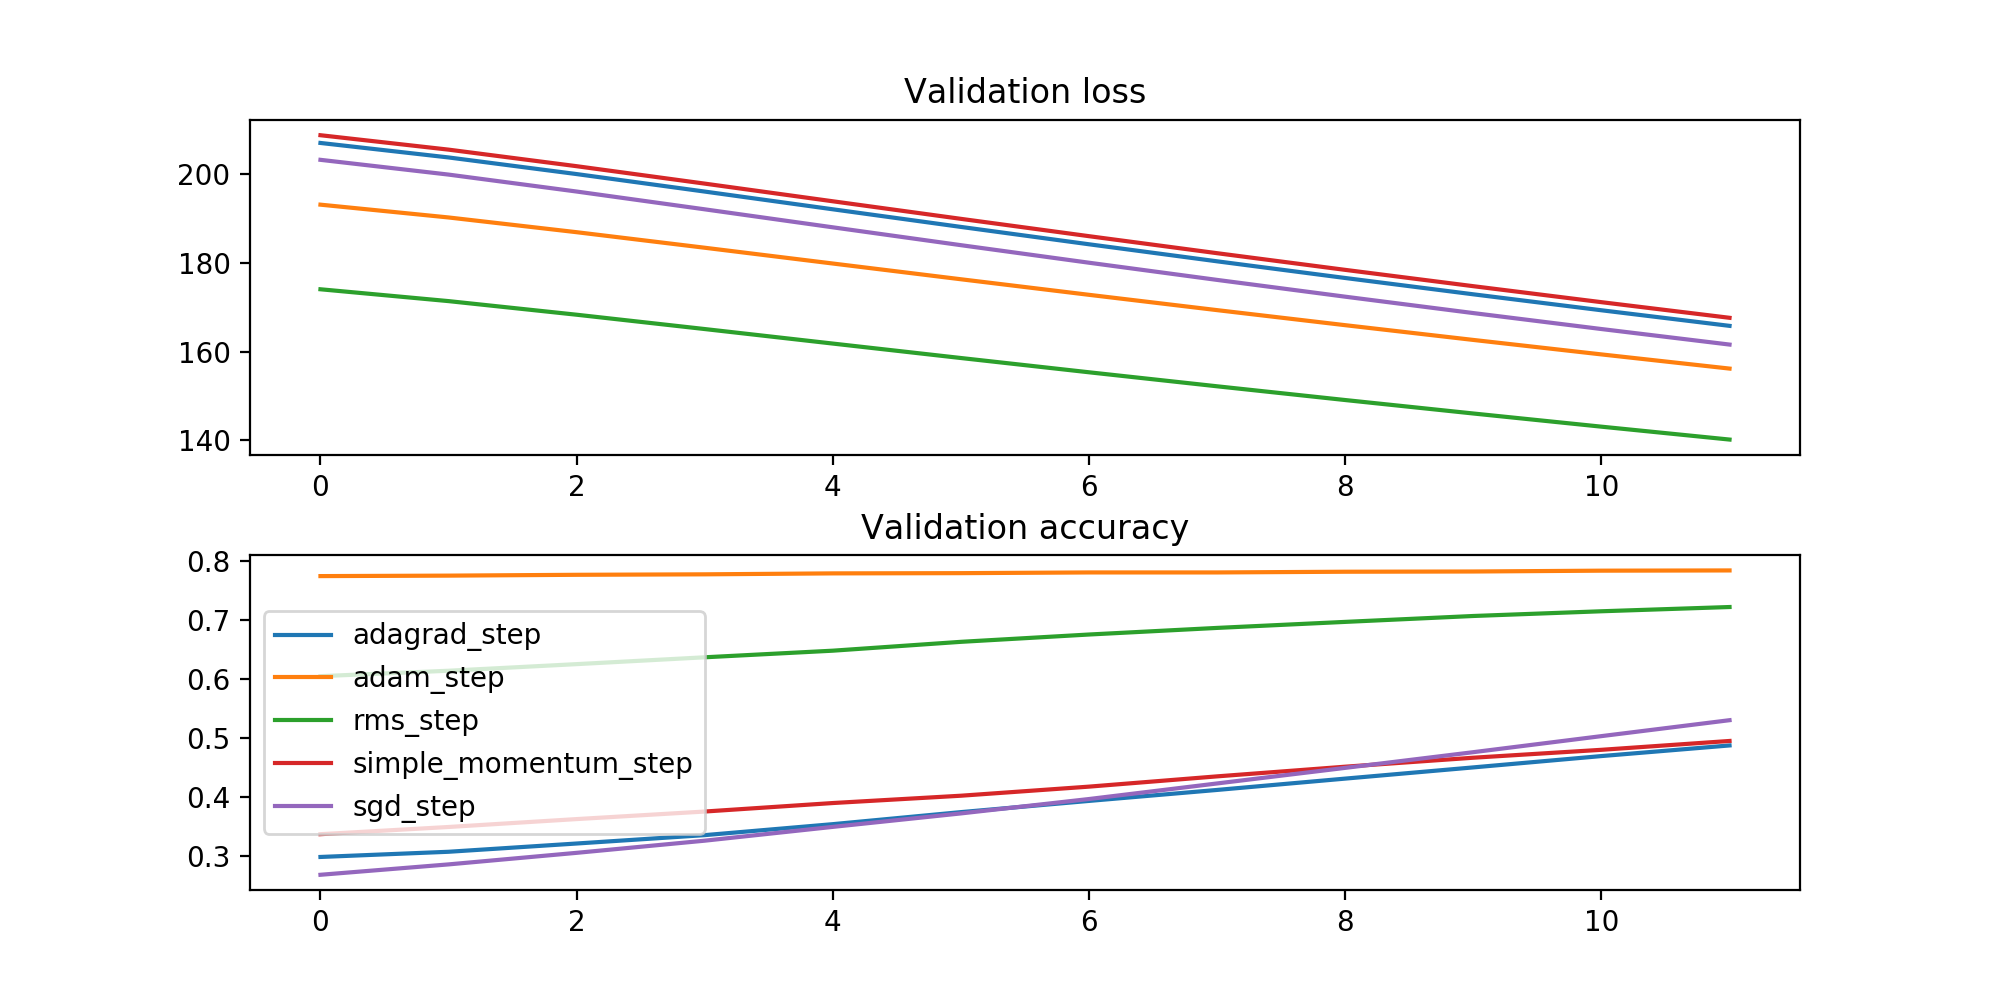 Validation loss
200
180
160
140
0 2 4 6 8 10
Validation accuracy
0.8
0.7
0.6
0.5
0.4
0.3
adagrad_step
adam_step
rms_step
simple_momentum_step
sgd_step
0 2 4 6 8 10